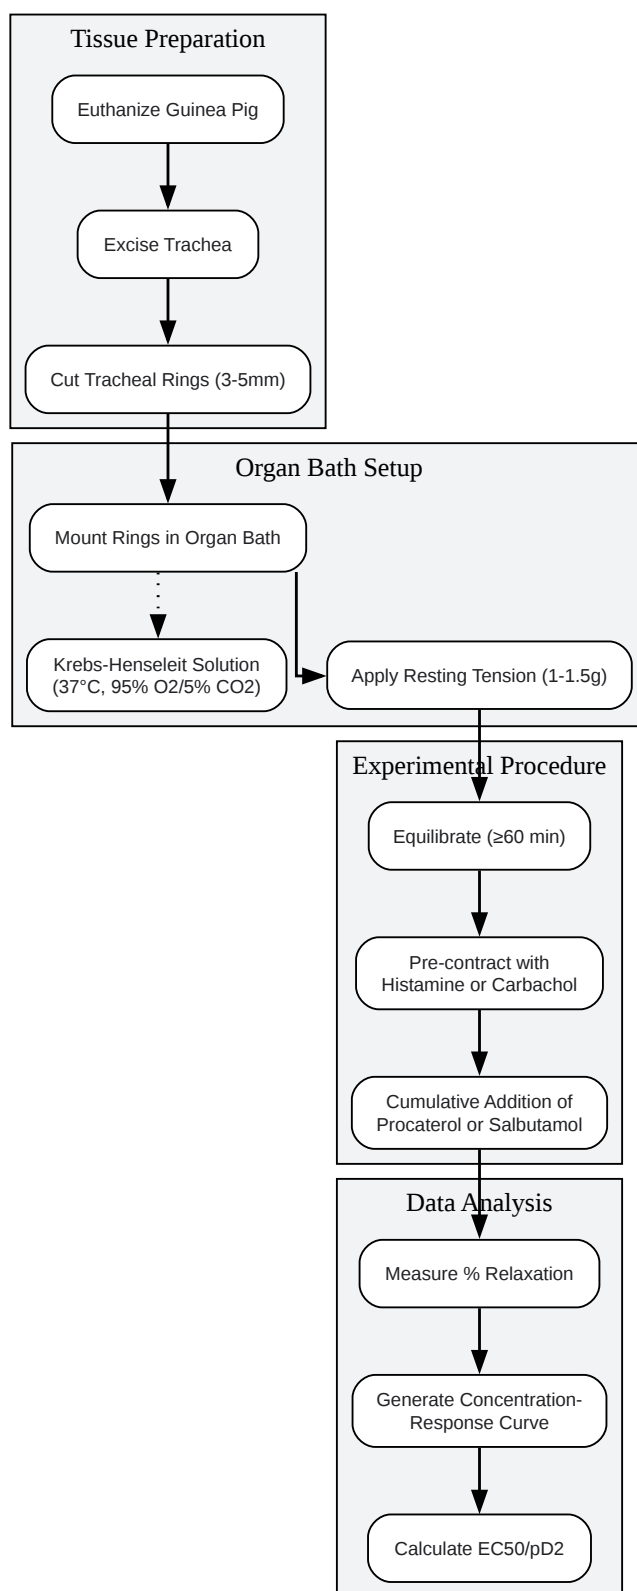 Tissue Preparation
Euthanize Guinea Pig
Excise Trachea
Cut Tracheal Rings (3-5mm)
Organ Bath Setup
Mount Rings in Organ Bath
Krebs-Henseleit Solution
(37°C, 95% O2/5% CO2)
Apply Resting Tension (1-1.5g)
Experimental Procedure
Equilibrate (≥60 min)
Pre-contract with
Histamine or Carbachol
Cumulative Addition of
Procaterol or Salbutamol
Data Analysis
Measure % Relaxation
Generate Concentration-
Response Curve
Calculate EC50/pD2